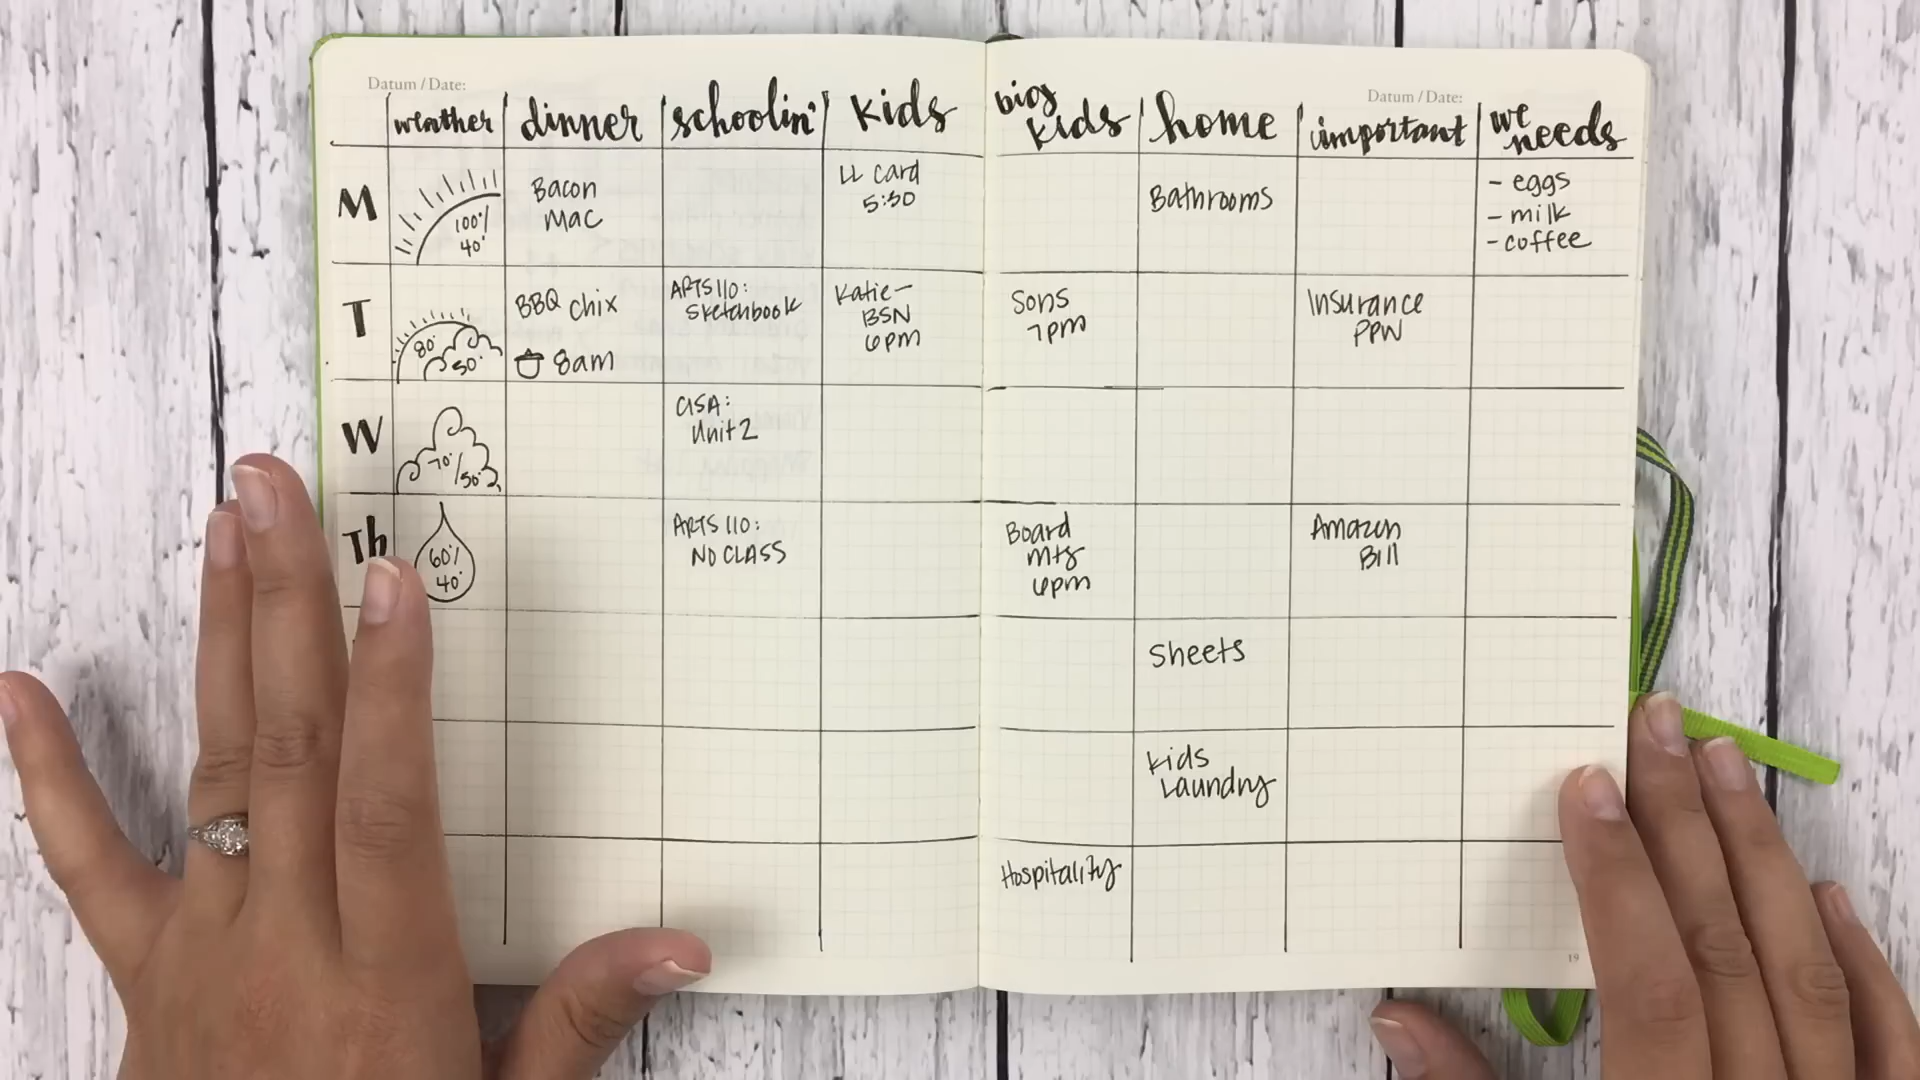 Datum / Date:
Datum / Date:
weather dinner schoolin' kids big kids home important we needs
M
100°/
40°
Bacon
Mac
LL card
5:30
Bathrooms
- eggs
- milk
- coffee
T
80°
50°
BBQ chix
8am
ARTS 110:
Sketchbook
Katie-
BSN
6pm
Sons
7pm
Insurance
PPW
W
70°/50°
GSA:
Unit 2
Th
60°/
40°
ARTS 110:
NO CLASS
Board
mtg
6pm
Amazon
Bill
Sheets
Kids
Laundry
Hospitality
19